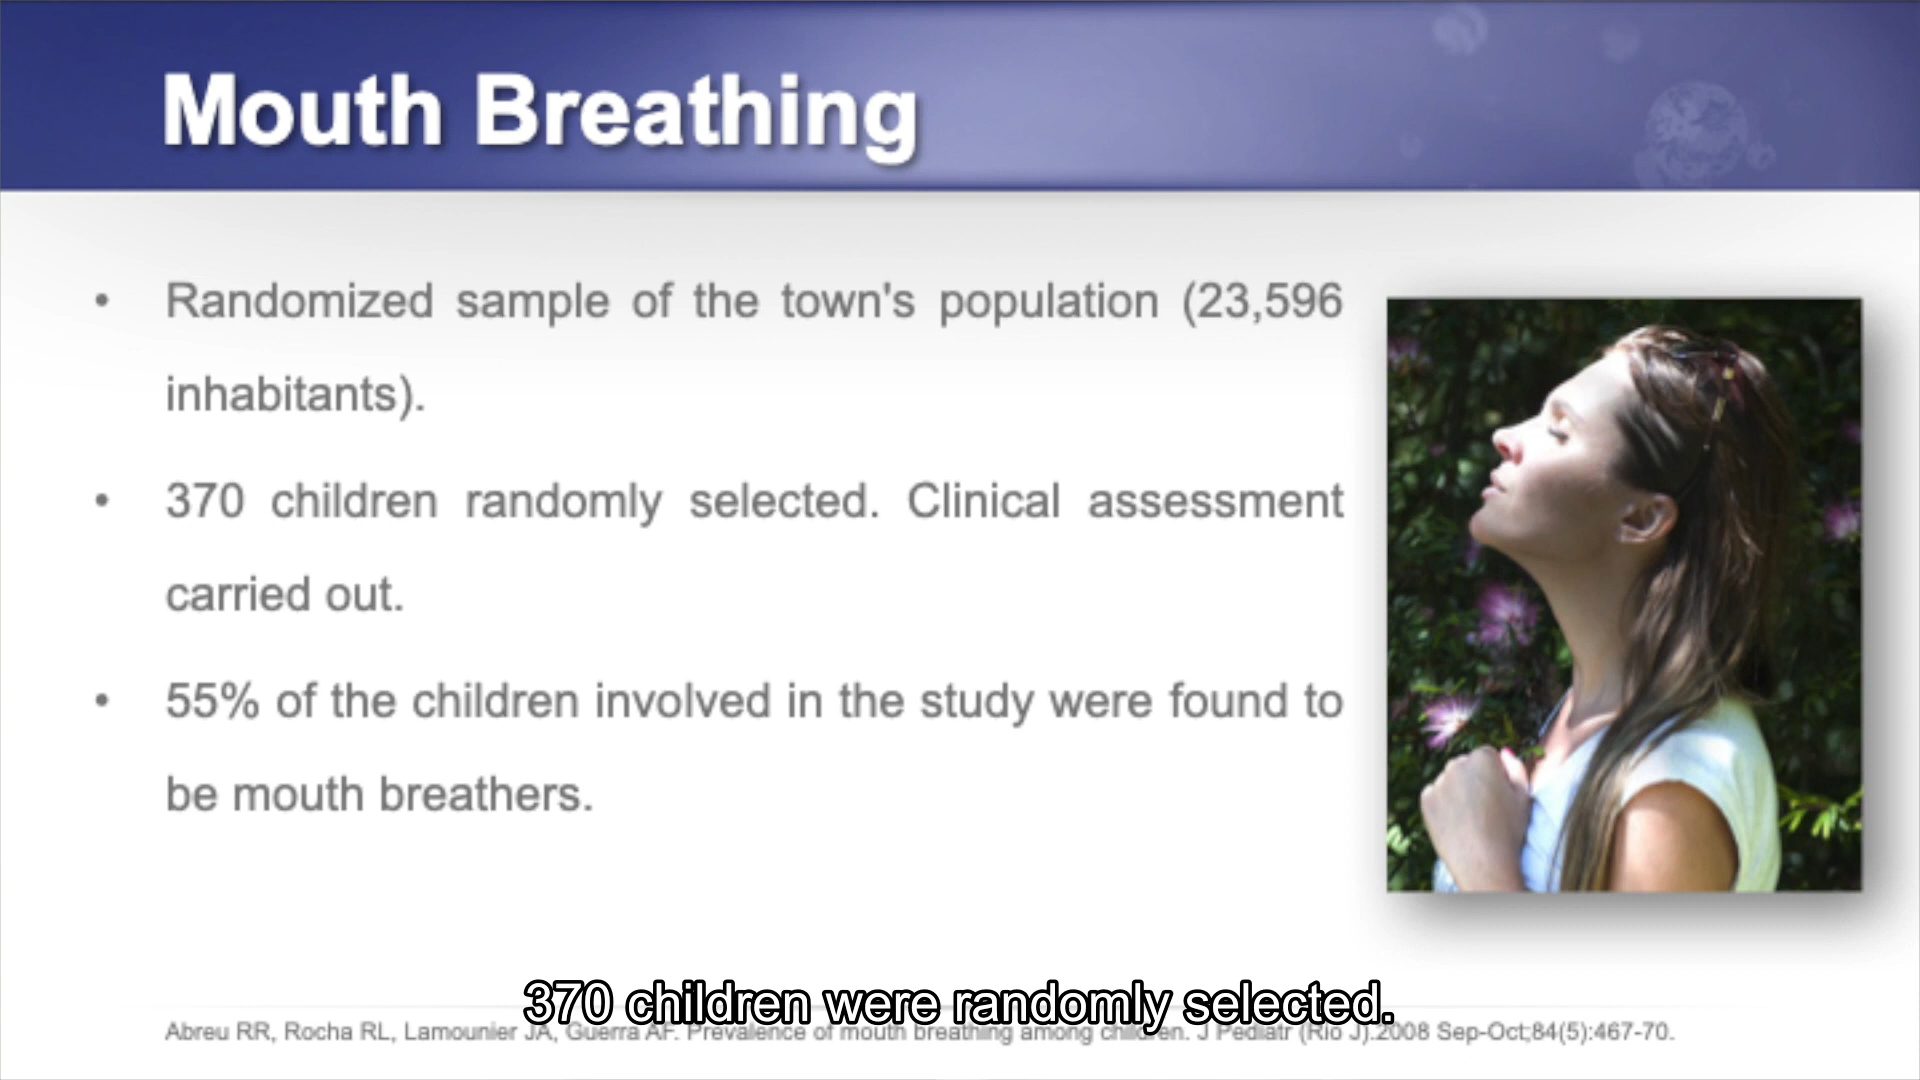 Mouth Breathing
• Randomized sample of the town's population (23,596
inhabitants).
• 370 children randomly selected. Clinical assessment
carried out.
• 55% of the children involved in the study were found to
be mouth breathers.
370 children were randomly selected.
Abreu RR, Rocha RL, Lamounier JA, Guerra AF. Prevalence of mouth breathing among children. J Pediatr (Rio J).2008 Sep-Oct;84(5):467-70.